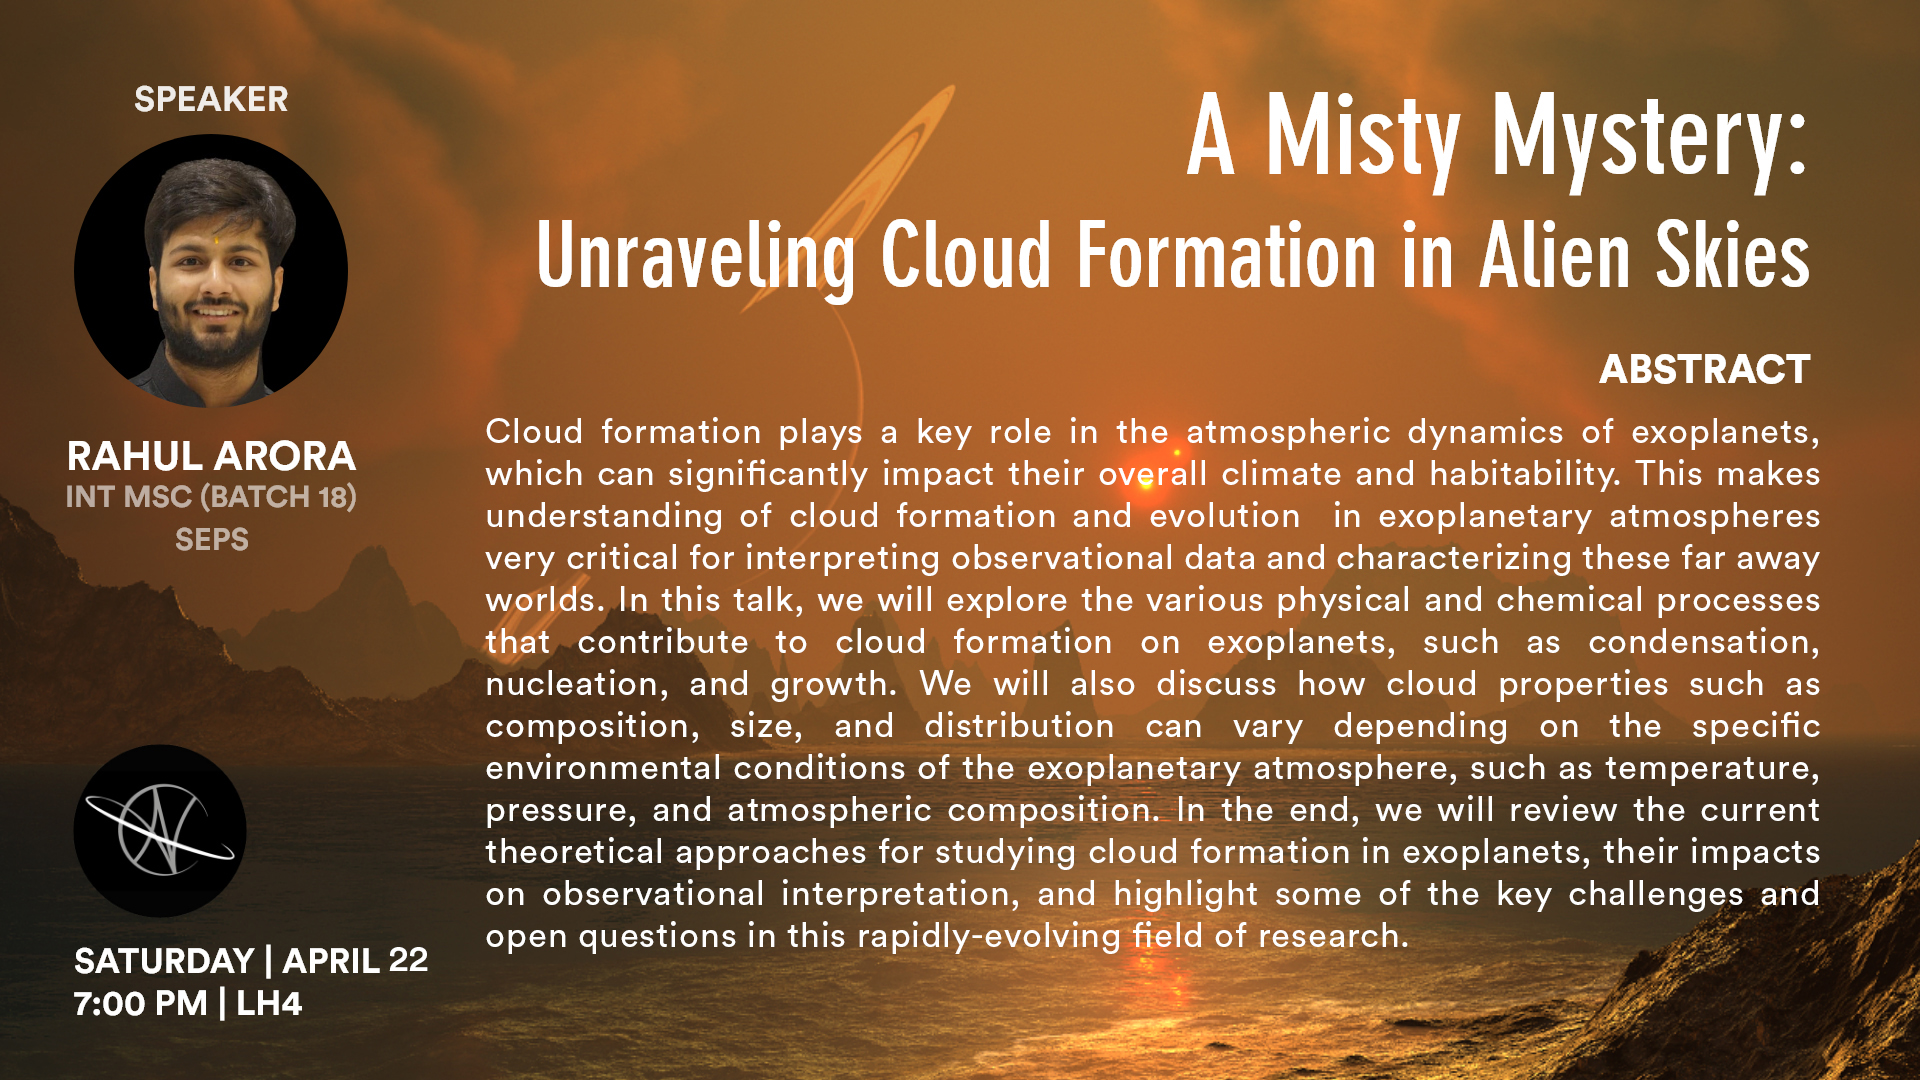 SPEAKER
RAHUL ARORA
INT MSC (BATCH 18)
SEPS
SATURDAY | APRIL 22
7:00 PM | LH4
A Misty Mystery:
Unraveling Cloud Formation in Alien Skies
ABSTRACT
Cloud formation plays a key role in the atmospheric dynamics of exoplanets,
which can significantly impact their overall climate and habitability. This makes
understanding of cloud formation and evolution in exoplanetary atmospheres
very critical for interpreting observational data and characterizing these far away
worlds. In this talk, we will explore the various physical and chemical processes
that contribute to cloud formation on exoplanets, such as condensation,
nucleation, and growth. We will also discuss how cloud properties such as
composition, size, and distribution can vary depending on the specific
environmental conditions of the exoplanetary atmosphere, such as temperature,
pressure, and atmospheric composition. In the end, we will review the current
theoretical approaches for studying cloud formation in exoplanets, their impacts
on observational interpretation, and highlight some of the key challenges and
open questions in this rapidly-evolving field of research.